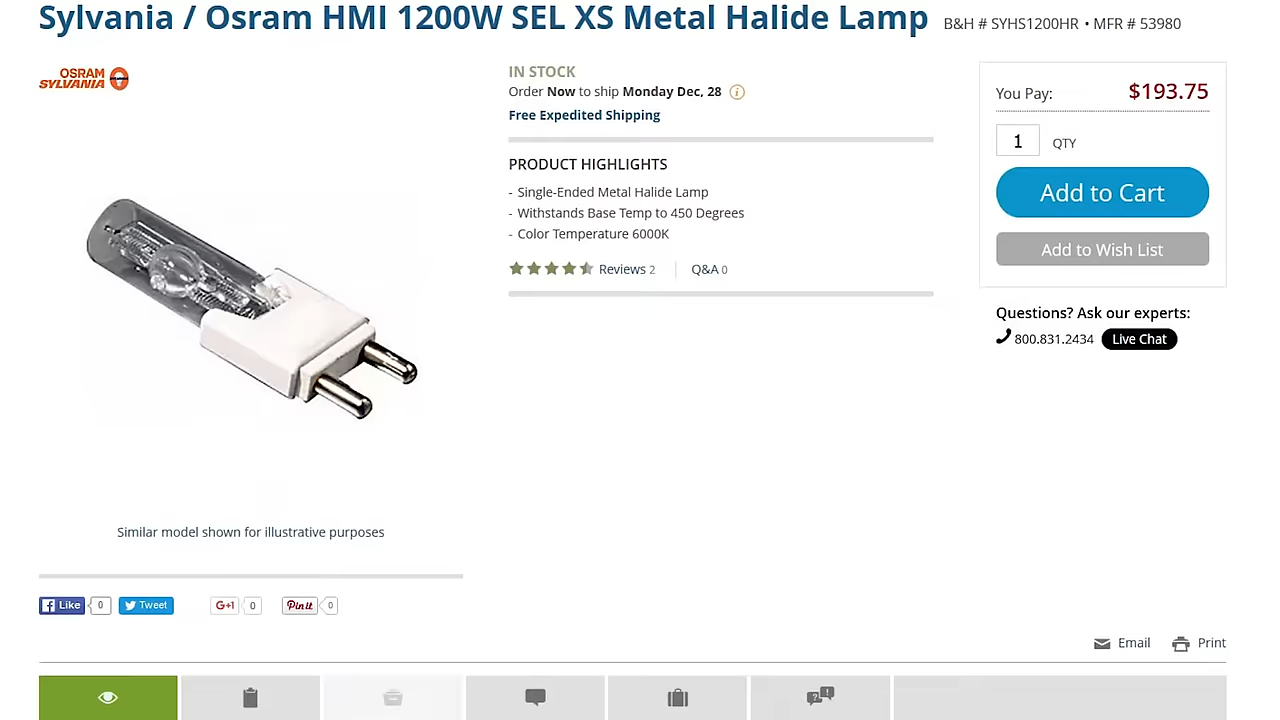 Sylvania / Osram HMI 1200W SEL XS Metal Halide Lamp B&H # SYHS1200HR • MFR # 53980
OSRAM
SYLVANIA
IN STOCK
Order Now to ship Monday Dec, 28
Free Expedited Shipping
PRODUCT HIGHLIGHTS
- Single-Ended Metal Halide Lamp
- Withstands Base Temp to 450 Degrees
- Color Temperature 6000K
Reviews 2 Q&A 0
You Pay: $193.75
1 QTY
Add to Cart
Add to Wish List
Questions? Ask our experts:
800.831.2434 Live Chat
Similar model shown for illustrative purposes
Like 0 Tweet G+1 0 Pin it 0
Email Print